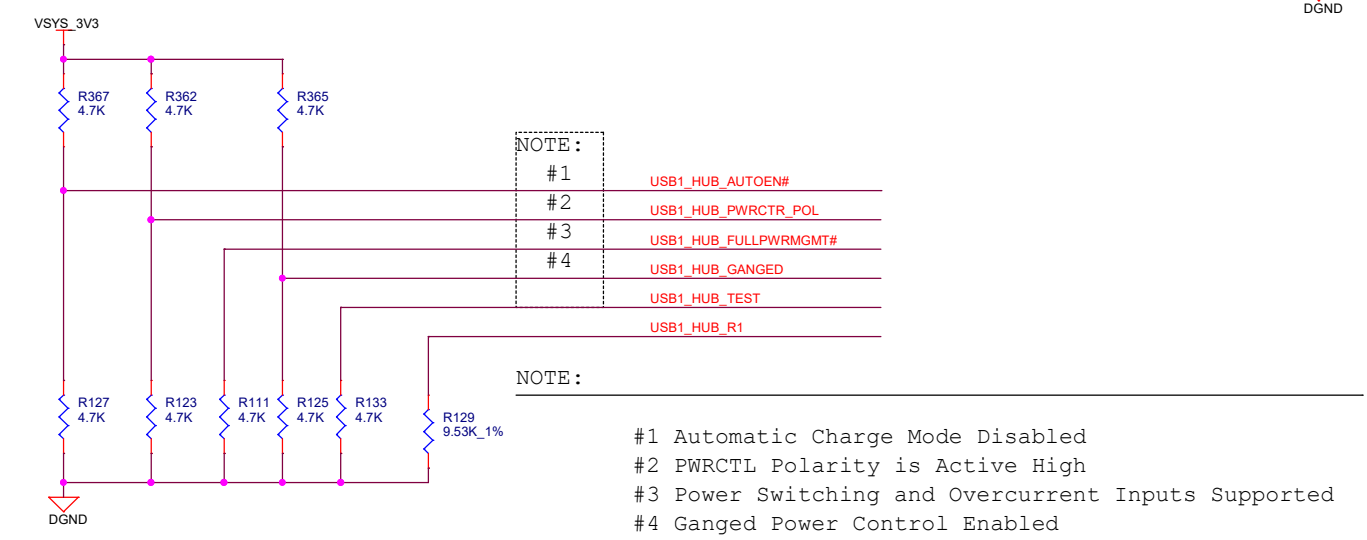 DGND
VSYS_3V3
R367
4.7K
R362
4.7K
R365
4.7K
NOTE:
#1
USB1_HUB_AUTOEN#
#2
USB1_HUB_PWRCTR_POL
#3
USB1_HUB_FULLPWRMGMT#
#4
USB1_HUB_GANGED
USB1_HUB_TEST
USB1_HUB_R1
NOTE:
R127
4.7K
R123
4.7K
R111
4.7K
R125
4.7K
R133
4.7K
R129
9.53K_1%
#1 Automatic Charge Mode Disabled
#2 PWRCTL Polarity is Active High
#3 Power Switching and Overcurrent Inputs Supported
#4 Ganged Power Control Enabled
DGND